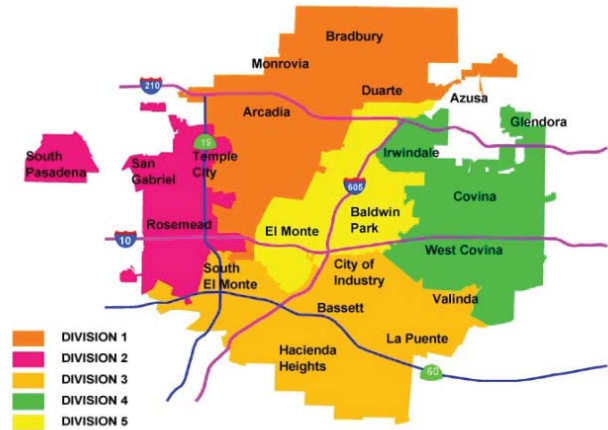 Bradbury
Monrovia
210
Duarte
Azusa
Arcadia
Glendora
19
Irwindale
South
Pasadena
San
Gabriel
Temple
City
605
Covina
Baldwin
Park
Rosemead
El Monte
10
West Covina
South
El Monte
City of
Industry
Valinda
Bassett
La Puente
Hacienda
Heights
60
DIVISION 1
DIVISION 2
DIVISION 3
DIVISION 4
DIVISION 5